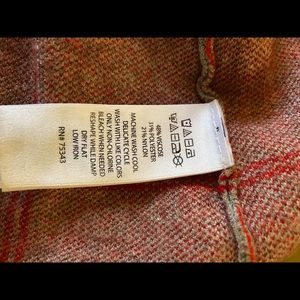 48% VISCOSE
31% POLYESTER
21% NYLON
MACHINE WASH COOL
DELICATE CYCLE
WASH WITH LIKE COLORS
ONLY NON-CHLORINE
BLEACH WHEN NEEDED
RESHAPE WHILE DAMP
DRY FLAT
LOW IRON
RN# 75343